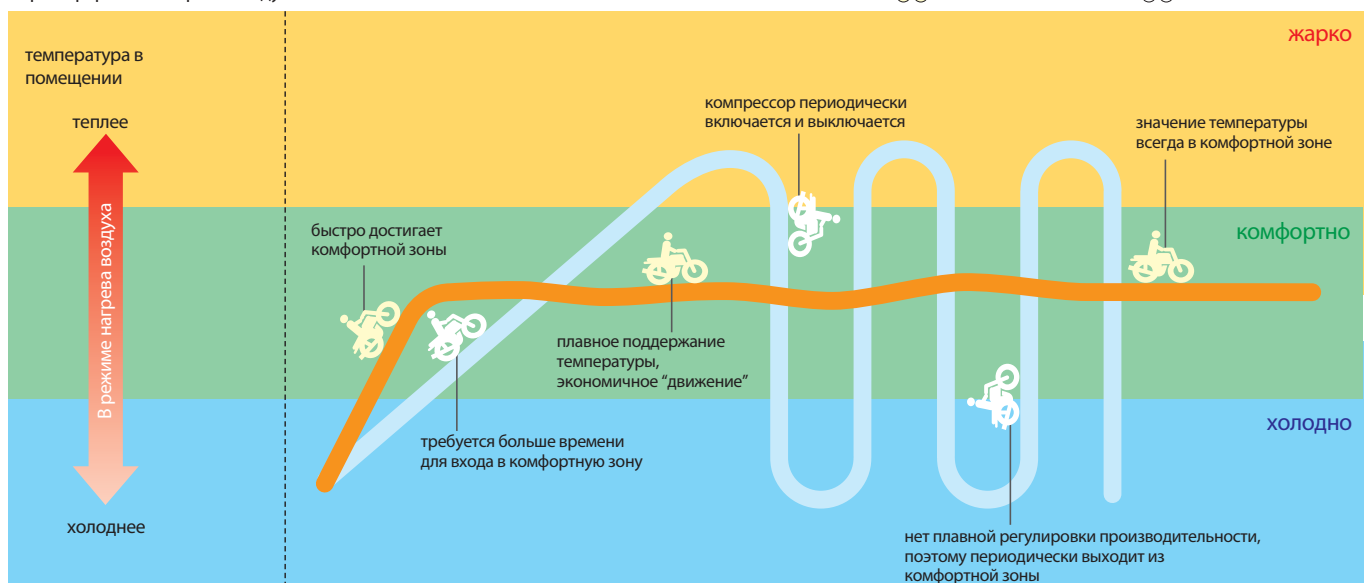 жарко
температура в
помещении
теплее
компрессор периодически
включается и выключается
значение температуры
всегда в комфортной зоне
быстро достигает
комфортной зоны
комфортно
В режиме нагрева воздуха
плавное поддержание
температуры,
экономичное “движение”
холодно
требуется больше времени
для входа в комфортную зону
холоднее
нет плавной регулировки производительности,
поэтому периодически выходит из
комфортной зоны